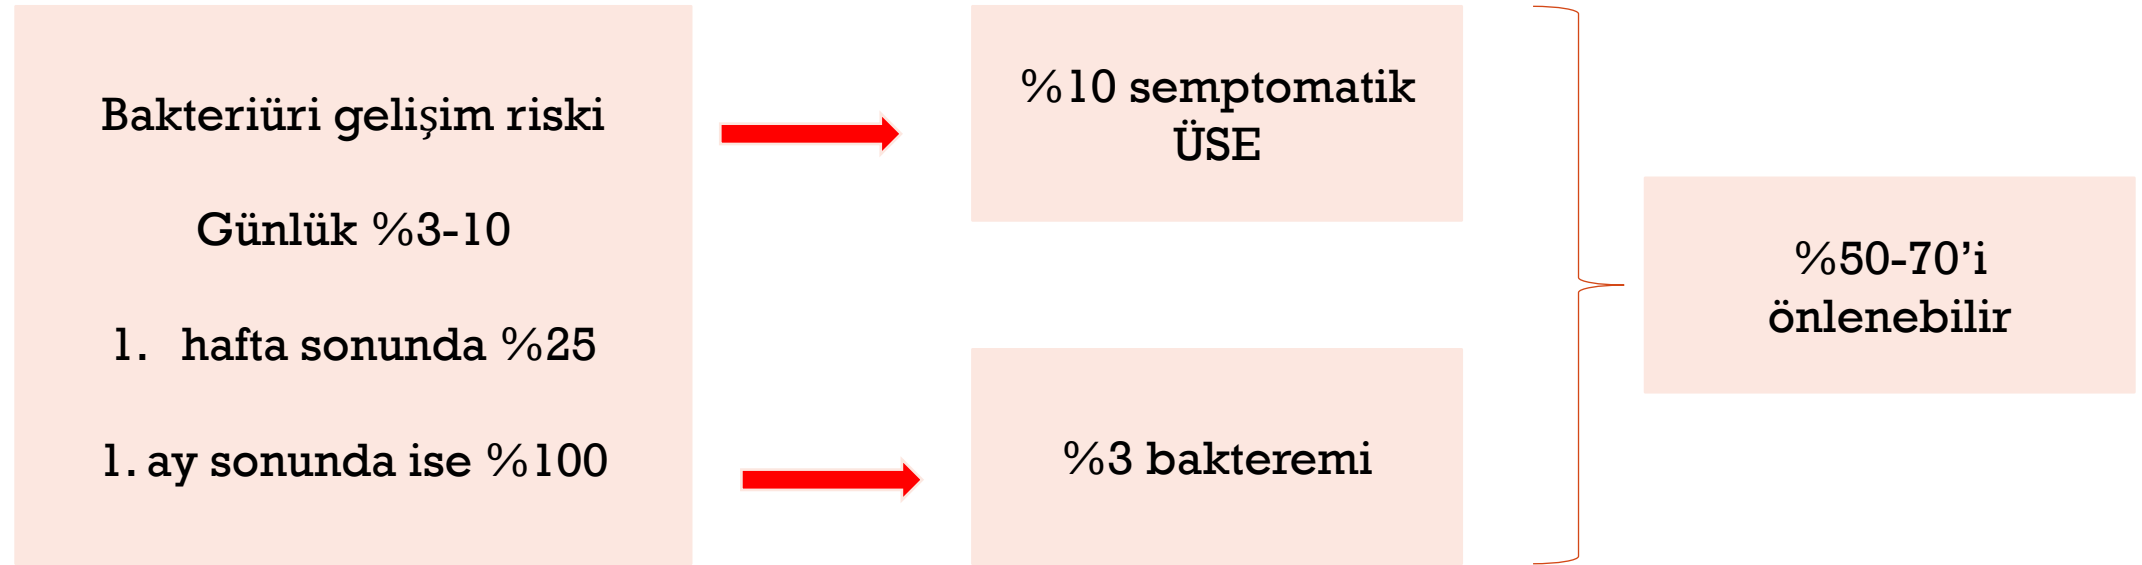 Bakteriüri gelişim riski
Günlük %3-10
1. hafta sonunda %25
1. ay sonunda ise %100
%10 semptomatik
ÜSE
%3 bakteremi
%50-70’i
önlenebilir